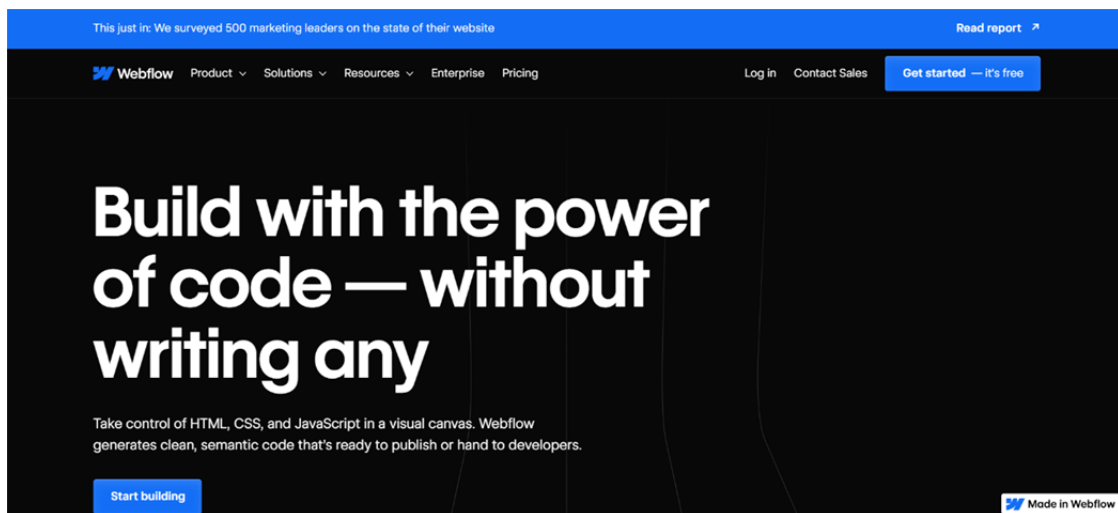 This just in: We surveyed 500 marketing leaders on the state of their website
Read report ↗
Webflow
Product
Solutions
Resources
Enterprise
Pricing
Log in
Contact Sales
Get started — it's free
Build with the power
of code — without
writing any
Take control of HTML, CSS, and JavaScript in a visual canvas. Webflow
generates clean, semantic code that's ready to publish or hand to developers.
Start building
Made in Webflow